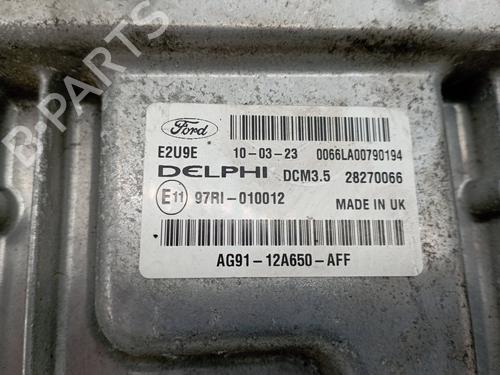 B-PARTS
Ford
E2U9E 10-03-23 0066LA00790194
DELPHI DCM3.5 28270066
E11 97RI-010012 MADE IN UK
AG91-12A650-AFF